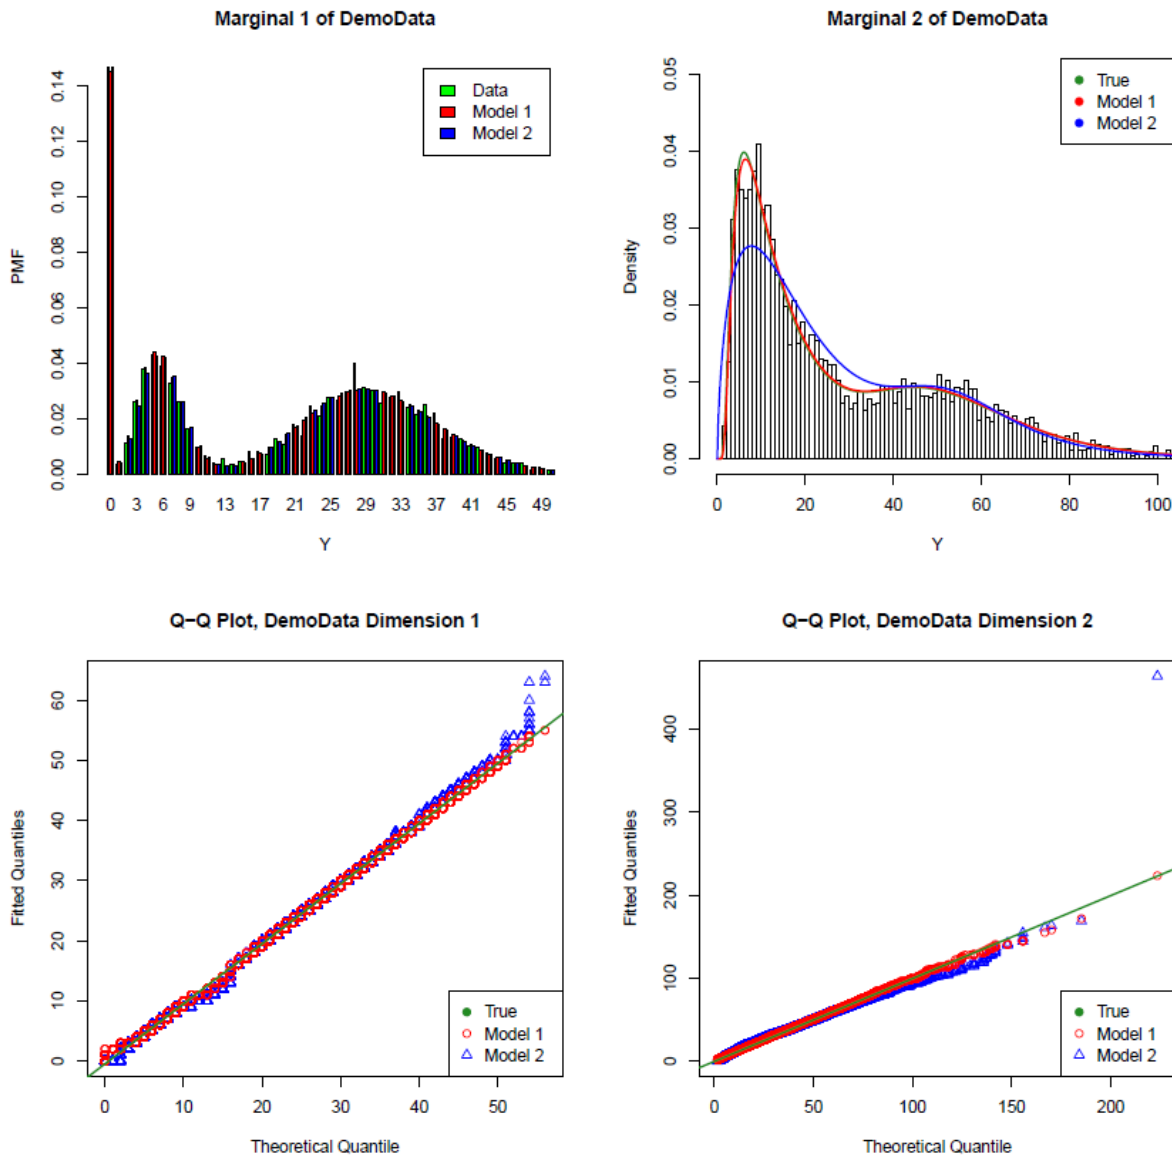 Marginal 1 of DemoData
PMF
0.14
0.12
0.10
0.08
0.06
0.04
0.02
0.00
Data
Model 1
Model 2
0 3 6 9 13 17 21 25 29 33 37 41 45 49
Y
Marginal 2 of DemoData
Density
0.05
0.04
0.03
0.02
0.01
0.00
True
Model 1
Model 2
0 20 40 60 80 100
Y
Q−Q Plot, DemoData Dimension 1
Fitted Quantiles
60
50
40
30
20
10
0
True
Model 1
Model 2
0 10 20 30 40 50
Theoretical Quantile
Q−Q Plot, DemoData Dimension 2
Fitted Quantiles
400
300
200
100
0
True
Model 1
Model 2
0 50 100 150 200
Theoretical Quantile